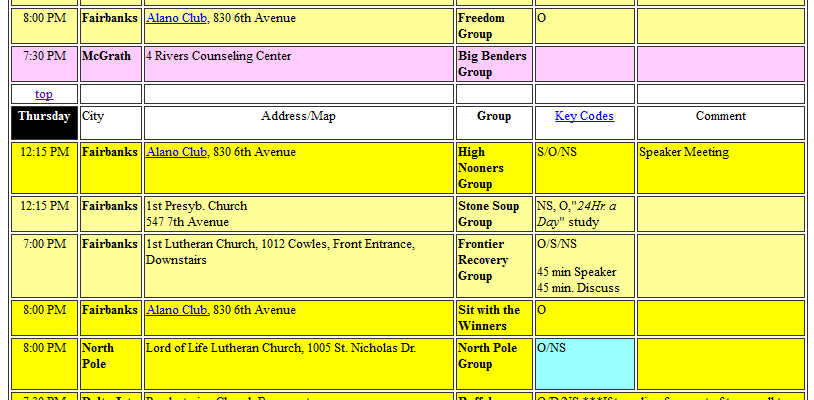 8:00 PM Fairbanks Alano Club, 830 6th Avenue Freedom O
Group
7:30 PM McGrath 4 Rivers Counseling Center Big Benders
Group
top
Thursday City Address/Map Group Key Codes Comment
12:15 PM Fairbanks Alano Club, 830 6th Avenue High S/O/NS Speaker Meeting
Nooners
Group
12:15 PM Fairbanks 1st Presyb. Church Stone Soup NS, O,"24Hr. a
547 7th Avenue Group Day" study
7:00 PM Fairbanks 1st Lutheran Church, 1012 Cowles, Front Entrance, Frontier O/S/NS
Downstairs Recovery
Group 45 min Speaker
45 min. Discuss
8:00 PM Fairbanks Alano Club, 830 6th Avenue Sit with the O
Winners
8:00 PM North Lord of Life Lutheran Church, 1005 St. Nicholas Dr. North Pole O/NS
Pole Group